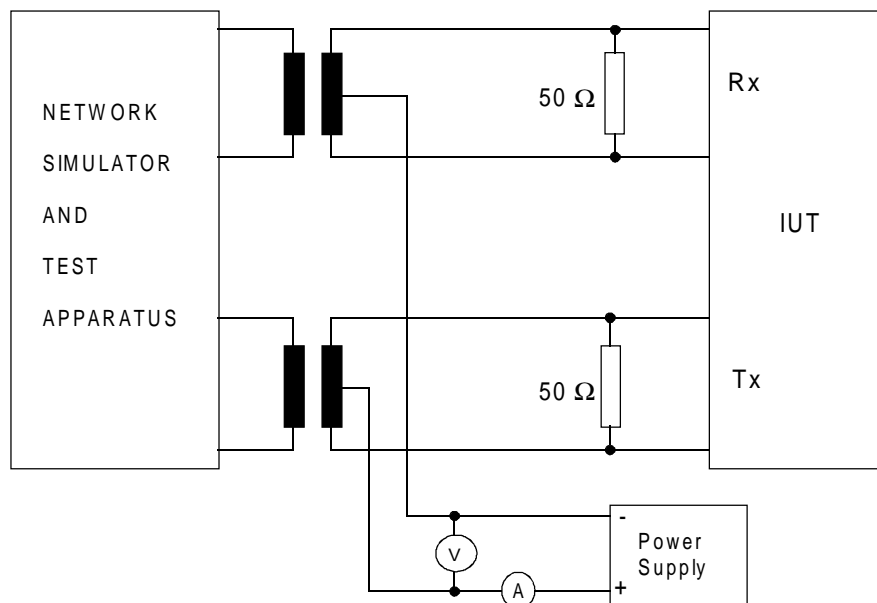 NETWORK
SIMULATOR
AND
TEST
APPARATUS
50 Ω
Rx
IUT
50 Ω
Tx
-
V
Power
Supply
A
+